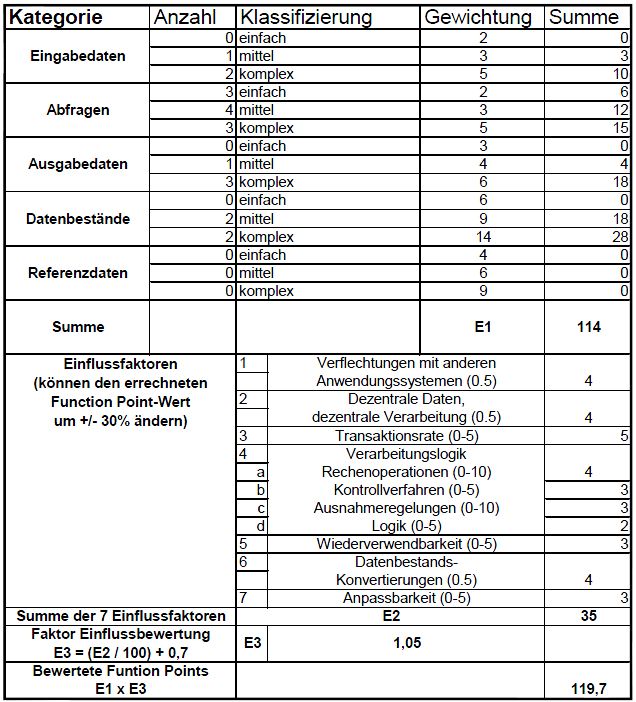 Kategorie Anzahl Klassifizierung Gewichtung Summe
0 einfach 2 0
Eingabedaten 1 mittel 3 3
2 komplex 5 10
3 einfach 2 6
Abfragen 4 mittel 3 12
3 komplex 5 15
0 einfach 3 0
Ausgabedaten 1 mittel 4 4
3 komplex 6 18
0 einfach 6 0
Datenbestände 2 mittel 9 18
2 komplex 14 28
0 einfach 4 0
Referenzdaten 0 mittel 6 0
0 komplex 9 0
Summe E1 114
Einflussfaktoren 1 Verflechtungen mit anderen
(können den errechneten Anwendungssystemen (0.5) 4
Function Point-Wert 2 Dezentrale Daten,
um +/- 30% ändern) dezentrale Verarbeitung (0.5) 4
3 Transaktionsrate (0-5) 5
4 Verarbeitungslogik
a Rechenoperationen (0-10) 4
b Kontrollverfahren (0-5) 3
c Ausnahmeregelungen (0-10) 3
d Logik (0-5) 2
5 Wiederverwendbarkeit (0-5) 3
6 Datenbestands-
Konvertierungen (0.5) 4
7 Anpassbarkeit (0-5) 3
Summe der 7 Einflussfaktoren E2 35
Faktor Einflussbewertung
E3 = (E2 / 100) + 0,7 E3 1,05
Bewertete Funtion Points
E1 x E3 119,7